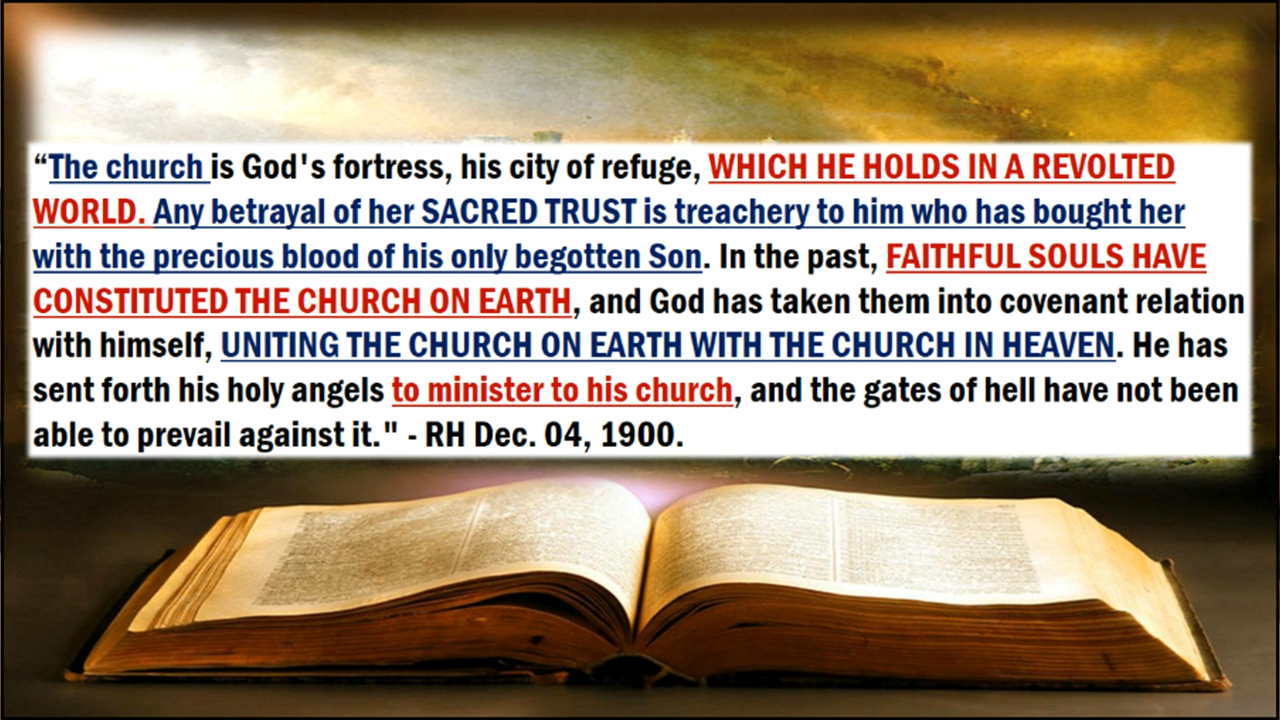 “The church is God's fortress, his city of refuge, WHICH HE HOLDS IN A REVOLTED
WORLD. Any betrayal of her SACRED TRUST is treachery to him who has bought her
with the precious blood of his only begotten Son. In the past, FAITHFUL SOULS HAVE
CONSTITUTED THE CHURCH ON EARTH, and God has taken them into covenant relation
with himself, UNITING THE CHURCH ON EARTH WITH THE CHURCH IN HEAVEN. He has
sent forth his holy angels to minister to his church, and the gates of hell have not been
able to prevail against it." - RH Dec. 04, 1900.